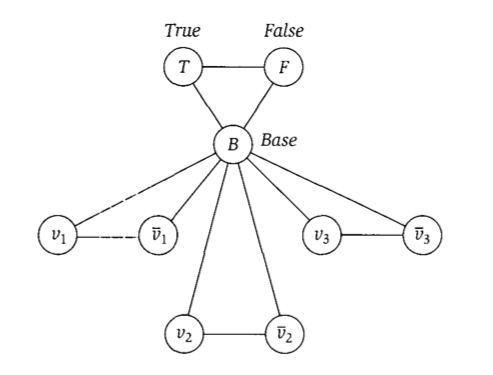 True False
T F
B Base
v₁ v̄₁ v₃ v̄₃
v₂ v̄₂